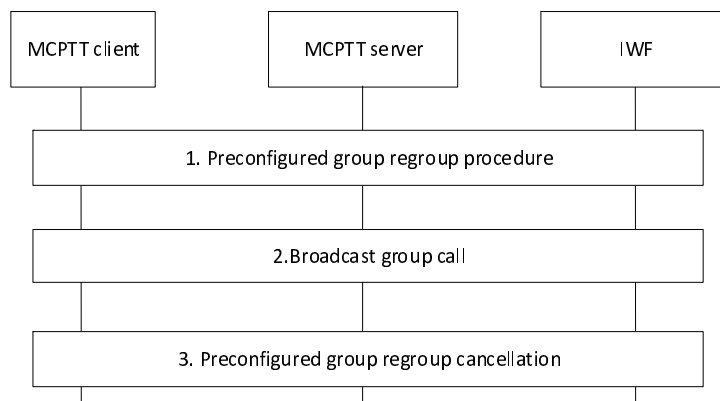 MCPTT client
MCPTT server
IWF
1. Preconfigured group regroup procedure
2.Broadcast group call
3. Preconfigured group regroup cancellation